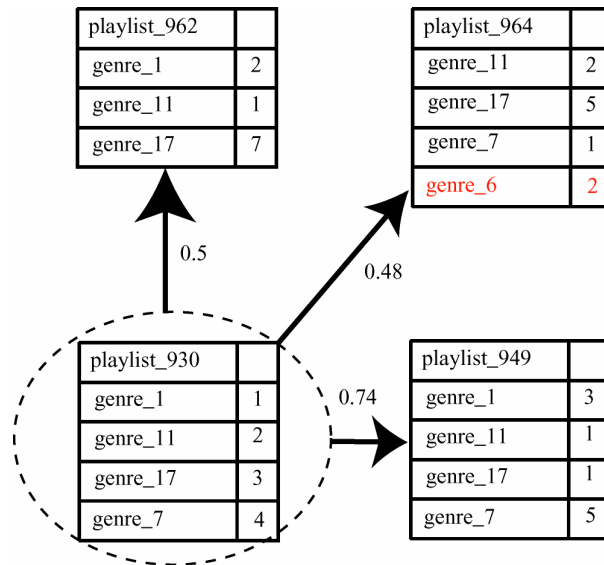 playlist_962
genre_1 2
genre_11 1
genre_17 7
playlist_964
genre_11 2
genre_17 5
genre_7 1
genre_6 2
0.5
0.48
playlist_930
genre_1 1
genre_11 2
genre_17 3
genre_7 4
0.74
playlist_949
genre_1 3
genre_11 1
genre_17 1
genre_7 5